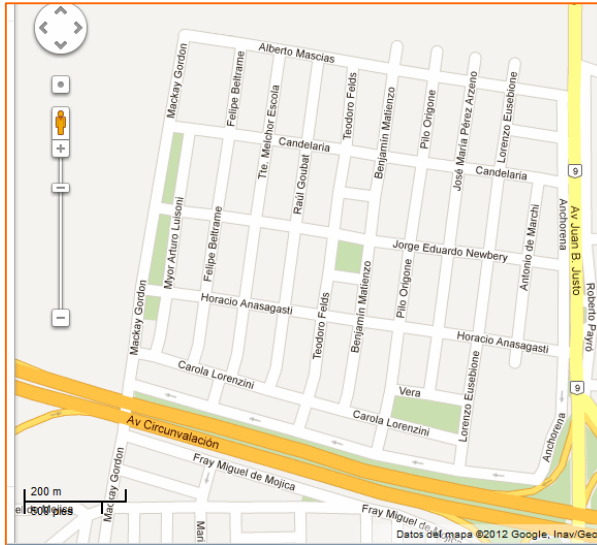 Alberto Mascias
Mackay Gordon
Felipe Beltrame
Tte. Melchor Escola
Teodoro Felds
Benjamín Matienzo
Pilo Origone
José María Pérez Arzeno
Lorenzo Eusebione
Candelaria
Raúl Goubat
Candelaria
9
Anchorena
Av Juan B. Justo
Myor Arturo Luisoni
Felipe Beltrame
Jorge Eduardo Newbery
Antonio de Marchi
Benjamín Matienzo
Pilo Origone
Roberto Payró
Mackay Gordon
Horacio Anasagasti
Teodoro Felds
Horacio Anasagasti
Carola Lorenzini
Vera
Lorenzo Eusebione
9
Carola Lorenzini
Anchorena
Av Circunvalación
Mackay Gordon
Fray Miguel de Mojica
200 m
500 pies
Fray Miguel de Mojica
Datos del mapa ©2012 Google, Inav/Geo